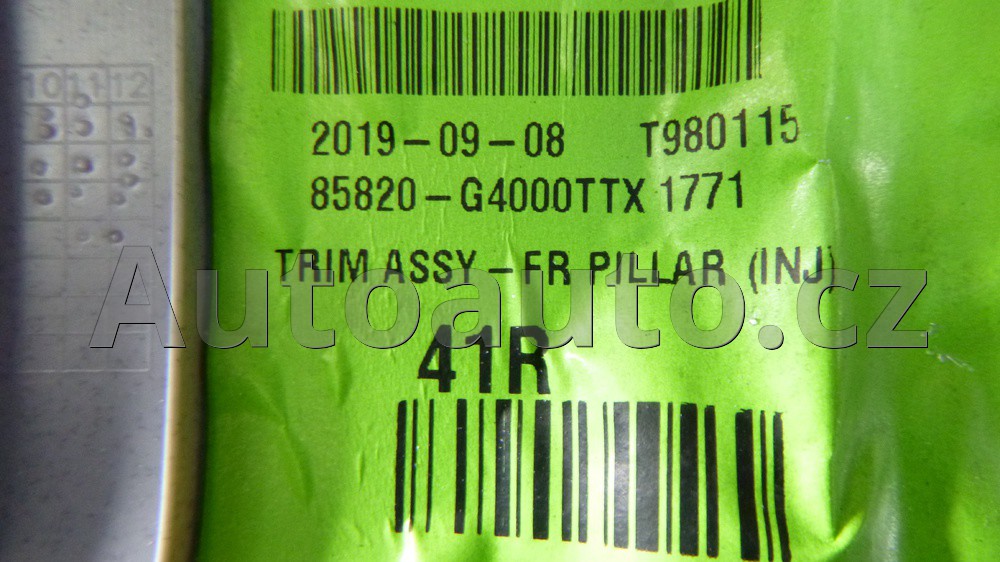 10 11 12
2019-09-08 T980115
85820-G4000TTX 1771
TRIM ASSY-FR PILLAR (INJ)
Autoauto.cz
41R